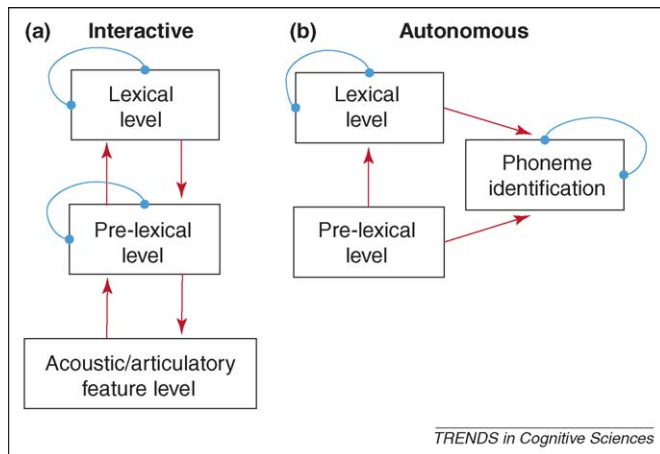 (a) Interactive
Lexical
level
Pre-lexical
level
Acoustic/articulatory
feature level
(b) Autonomous
Lexical
level
Phoneme
identification
Pre-lexical
level
TRENDS in Cognitive Sciences